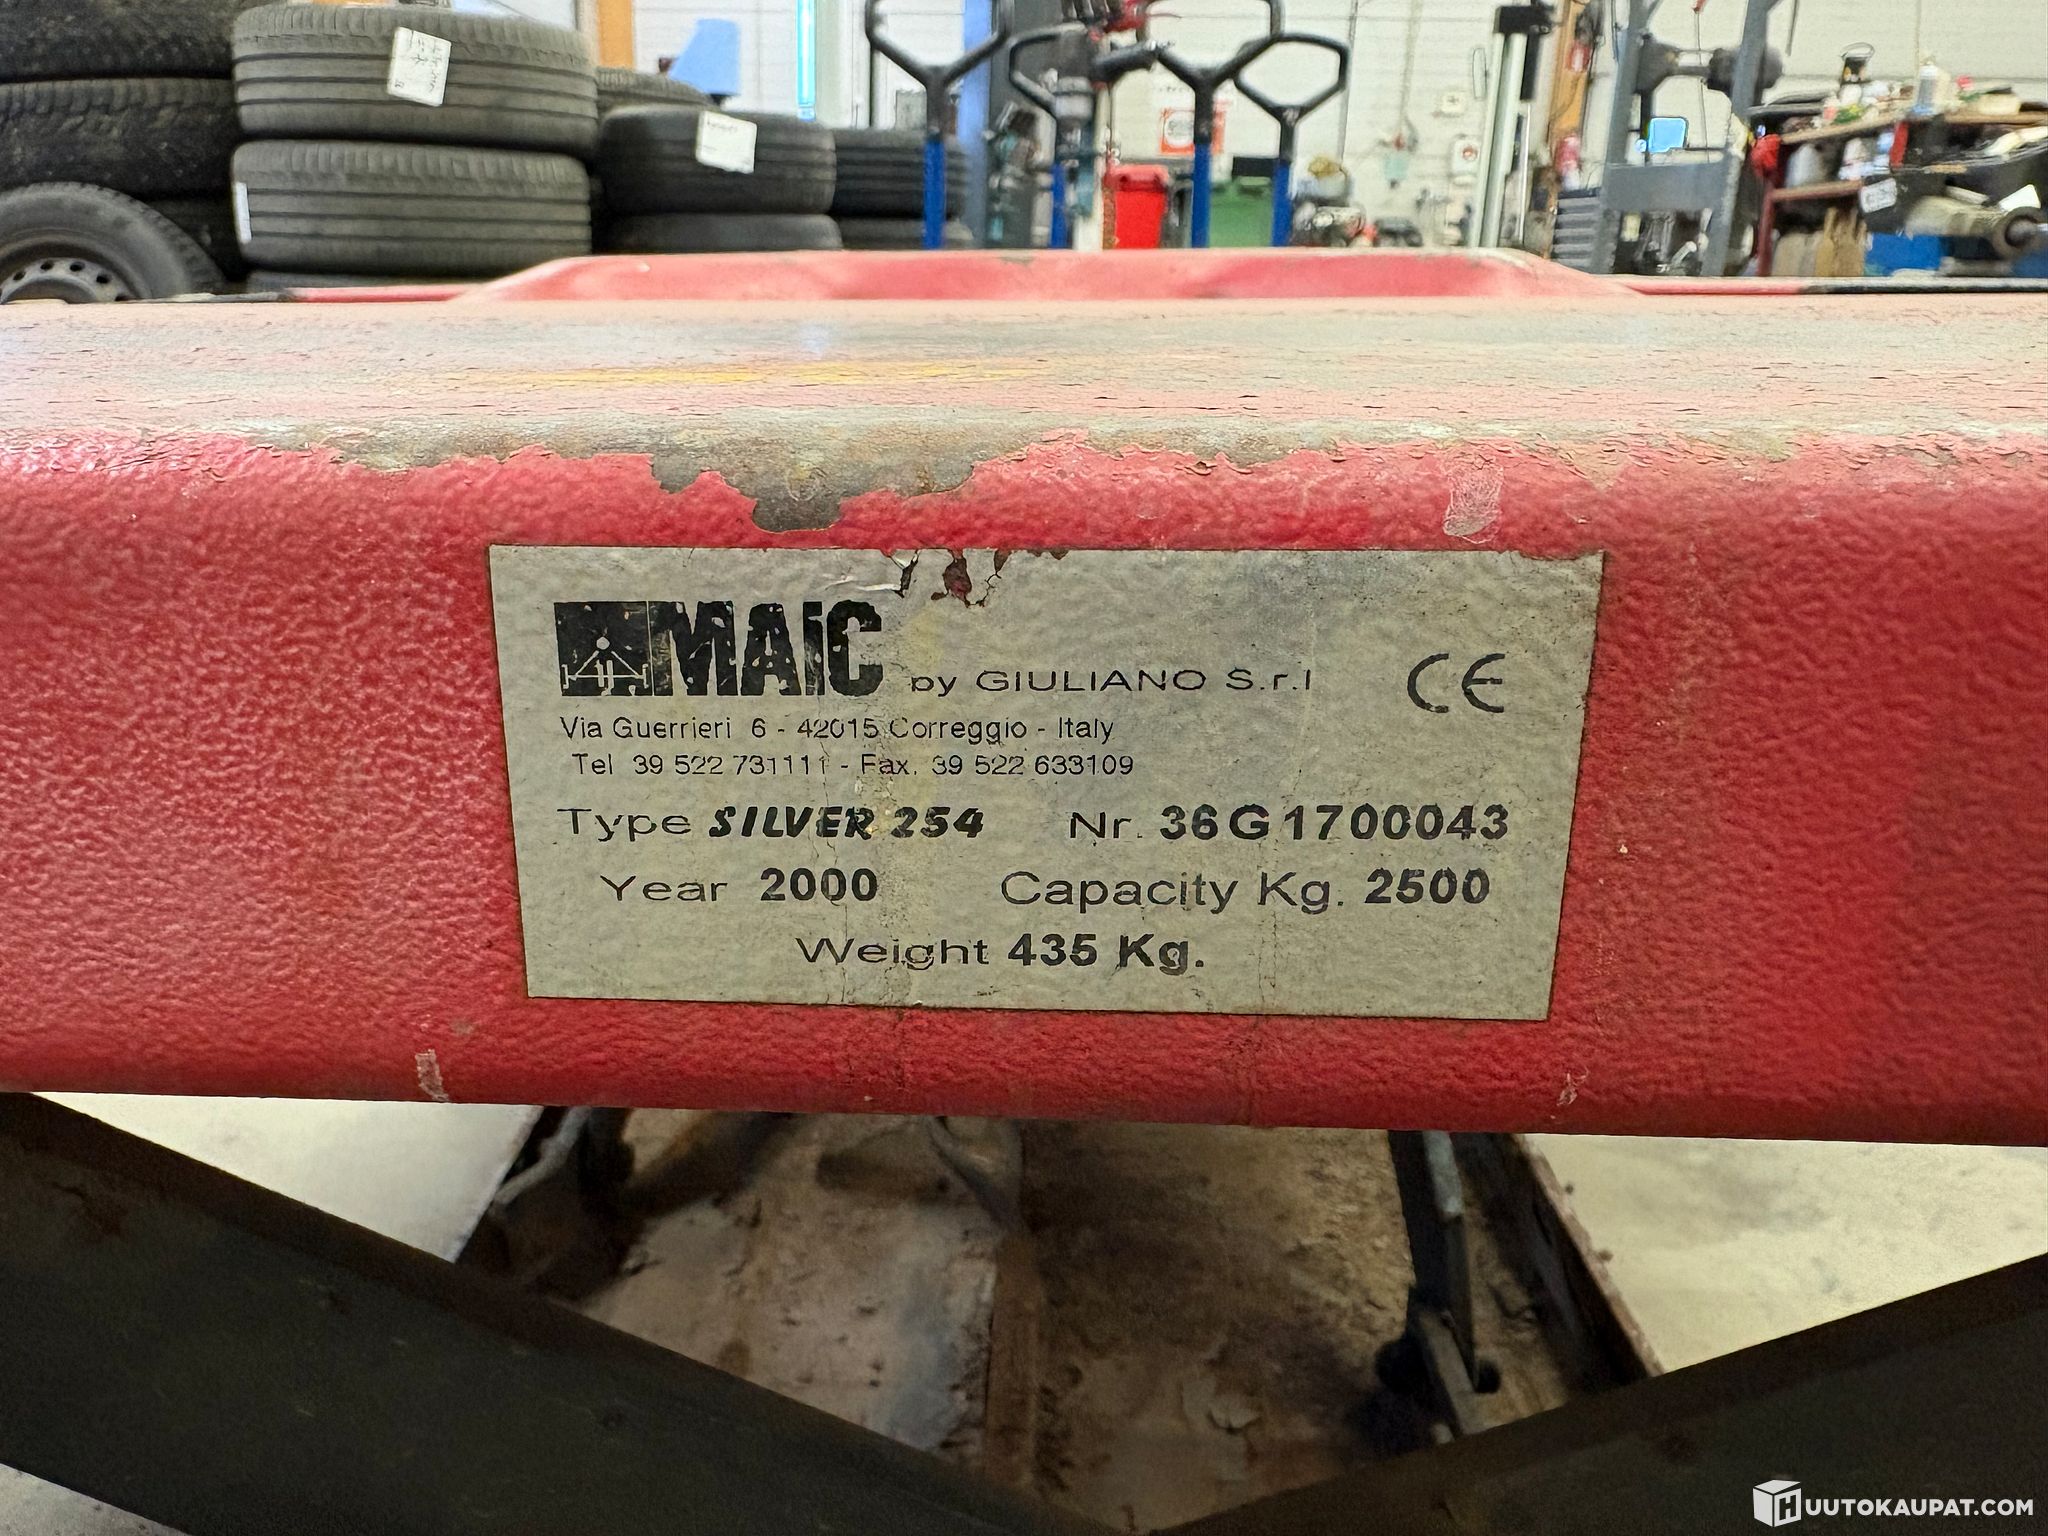 MAiC by GIULIANO S.r.l CE
Via Guerrieri 6 - 42015 Correggio - Italy
Tel 39 522 731111 - Fax. 39 522 633109
Type SILVER 254 Nr. 36G1700043
Year 2000 Capacity Kg. 2500
Weight 435 Kg.
HUUTOKAUPAT.COM